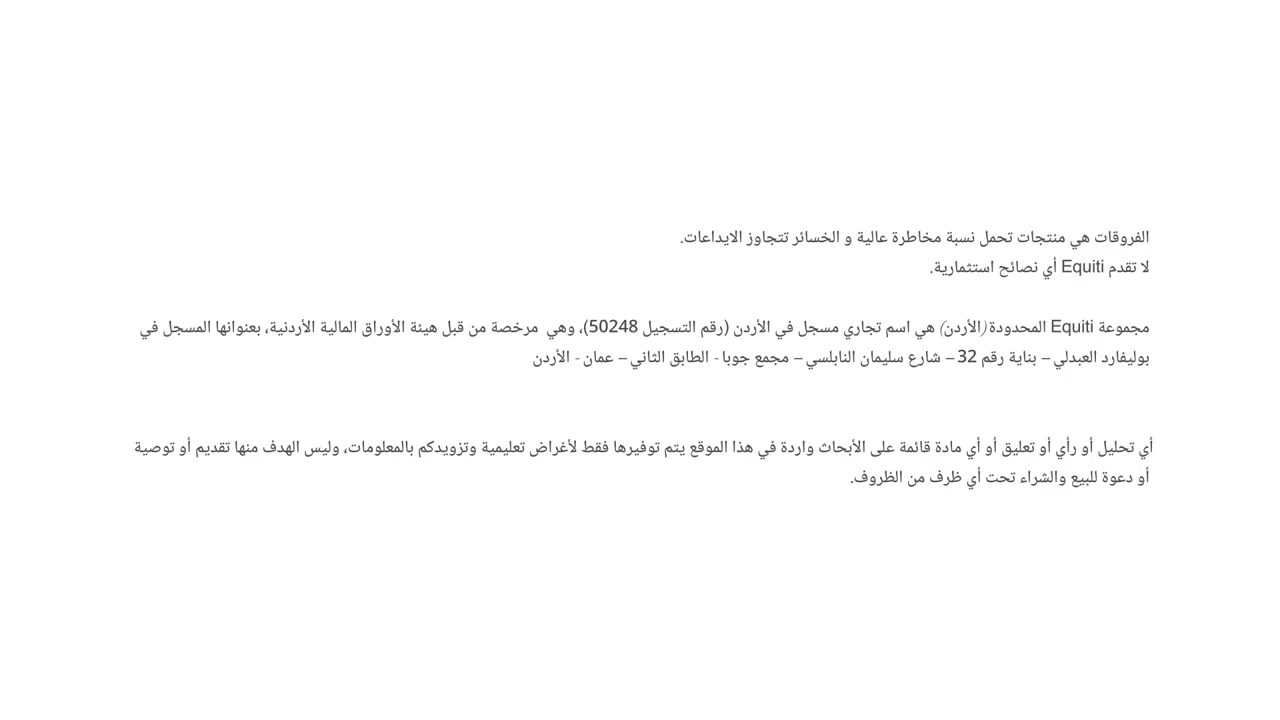 الفروقات هي منتجات تحمل نسبة مخاطرة عالية و الخسائر تتجاوز الايداعات.
لا تقدم Equiti أي نصائح استثمارية.
مجموعة Equiti المحدودة (الأردن) هي اسم تجاري مسجل في الأردن (رقم التسجيل 50248)، وهي مرخصة من قبل هيئة الأوراق المالية الأردنية، بعنوانها المسجل في
بوليفارد العبدلي – بناية رقم 32 – شارع سليمان النابلسي – مجمع جوبا - الطابق الثاني – عمان - الأردن
أي تحليل أو رأي أو تعليق أو أي مادة قائمة على الأبحاث واردة في هذا الموقع يتم توفيرها فقط لأغراض تعليمية وتزويدكم بالمعلومات، وليس الهدف منها تقديم أو توصية
أو دعوة للبيع والشراء تحت أي ظرف من الظروف.